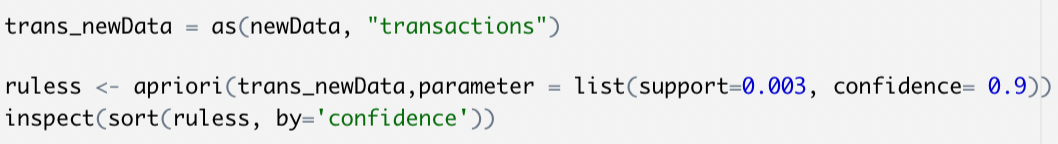 trans_newData = as(newData, "transactions")
ruless <- apriori(trans_newData,parameter = list(support=0.003, confidence= 0.9))
inspect(sort(ruless, by='confidence'))